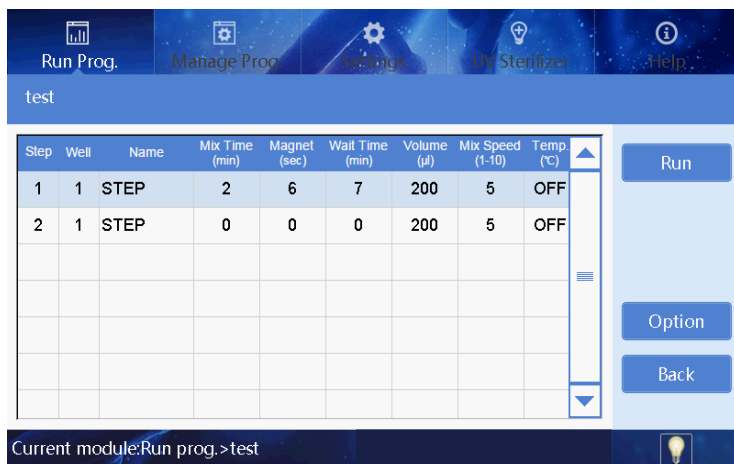 Run Prog. Manage Prog. Settings UV Sterilizer Help
test
Step Well Name Mix Time (min) Magnet (sec) Wait Time (min) Volume (μl) Mix Speed (1-10) Temp. (℃)
Run
1 1 STEP 2 6 7 200 5 OFF
2 1 STEP 0 0 0 200 5 OFF
Option
Back
Current module:Run prog.>test